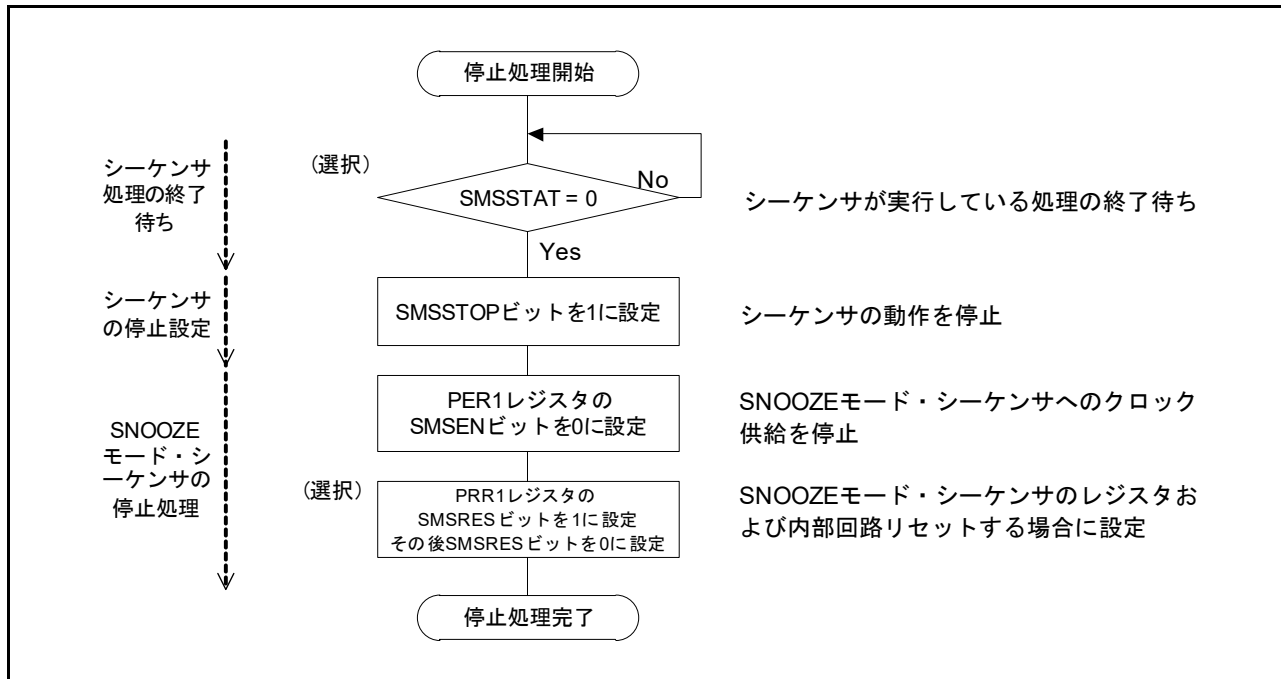 停止処理開始
シーケンサ
処理の終了
待ち
(選択)
SMSSTAT = 0
No
シーケンサが実行している処理の終了待ち
Yes
シーケンサ
の停止設定
SMSSTOPビットを1に設定
シーケンサの動作を停止
SNOOZE
モード・シ
ーケンサの
停止処理
PER1レジスタの
SMSENビットを0に設定
SNOOZEモード・シーケンサへのクロック
供給を停止
(選択)
PRR1レジスタの
SMSRESビットを1に設定
その後SMSRESビットを0に設定
SNOOZEモード・シーケンサのレジスタお
よび内部回路リセットする場合に設定
停止処理完了